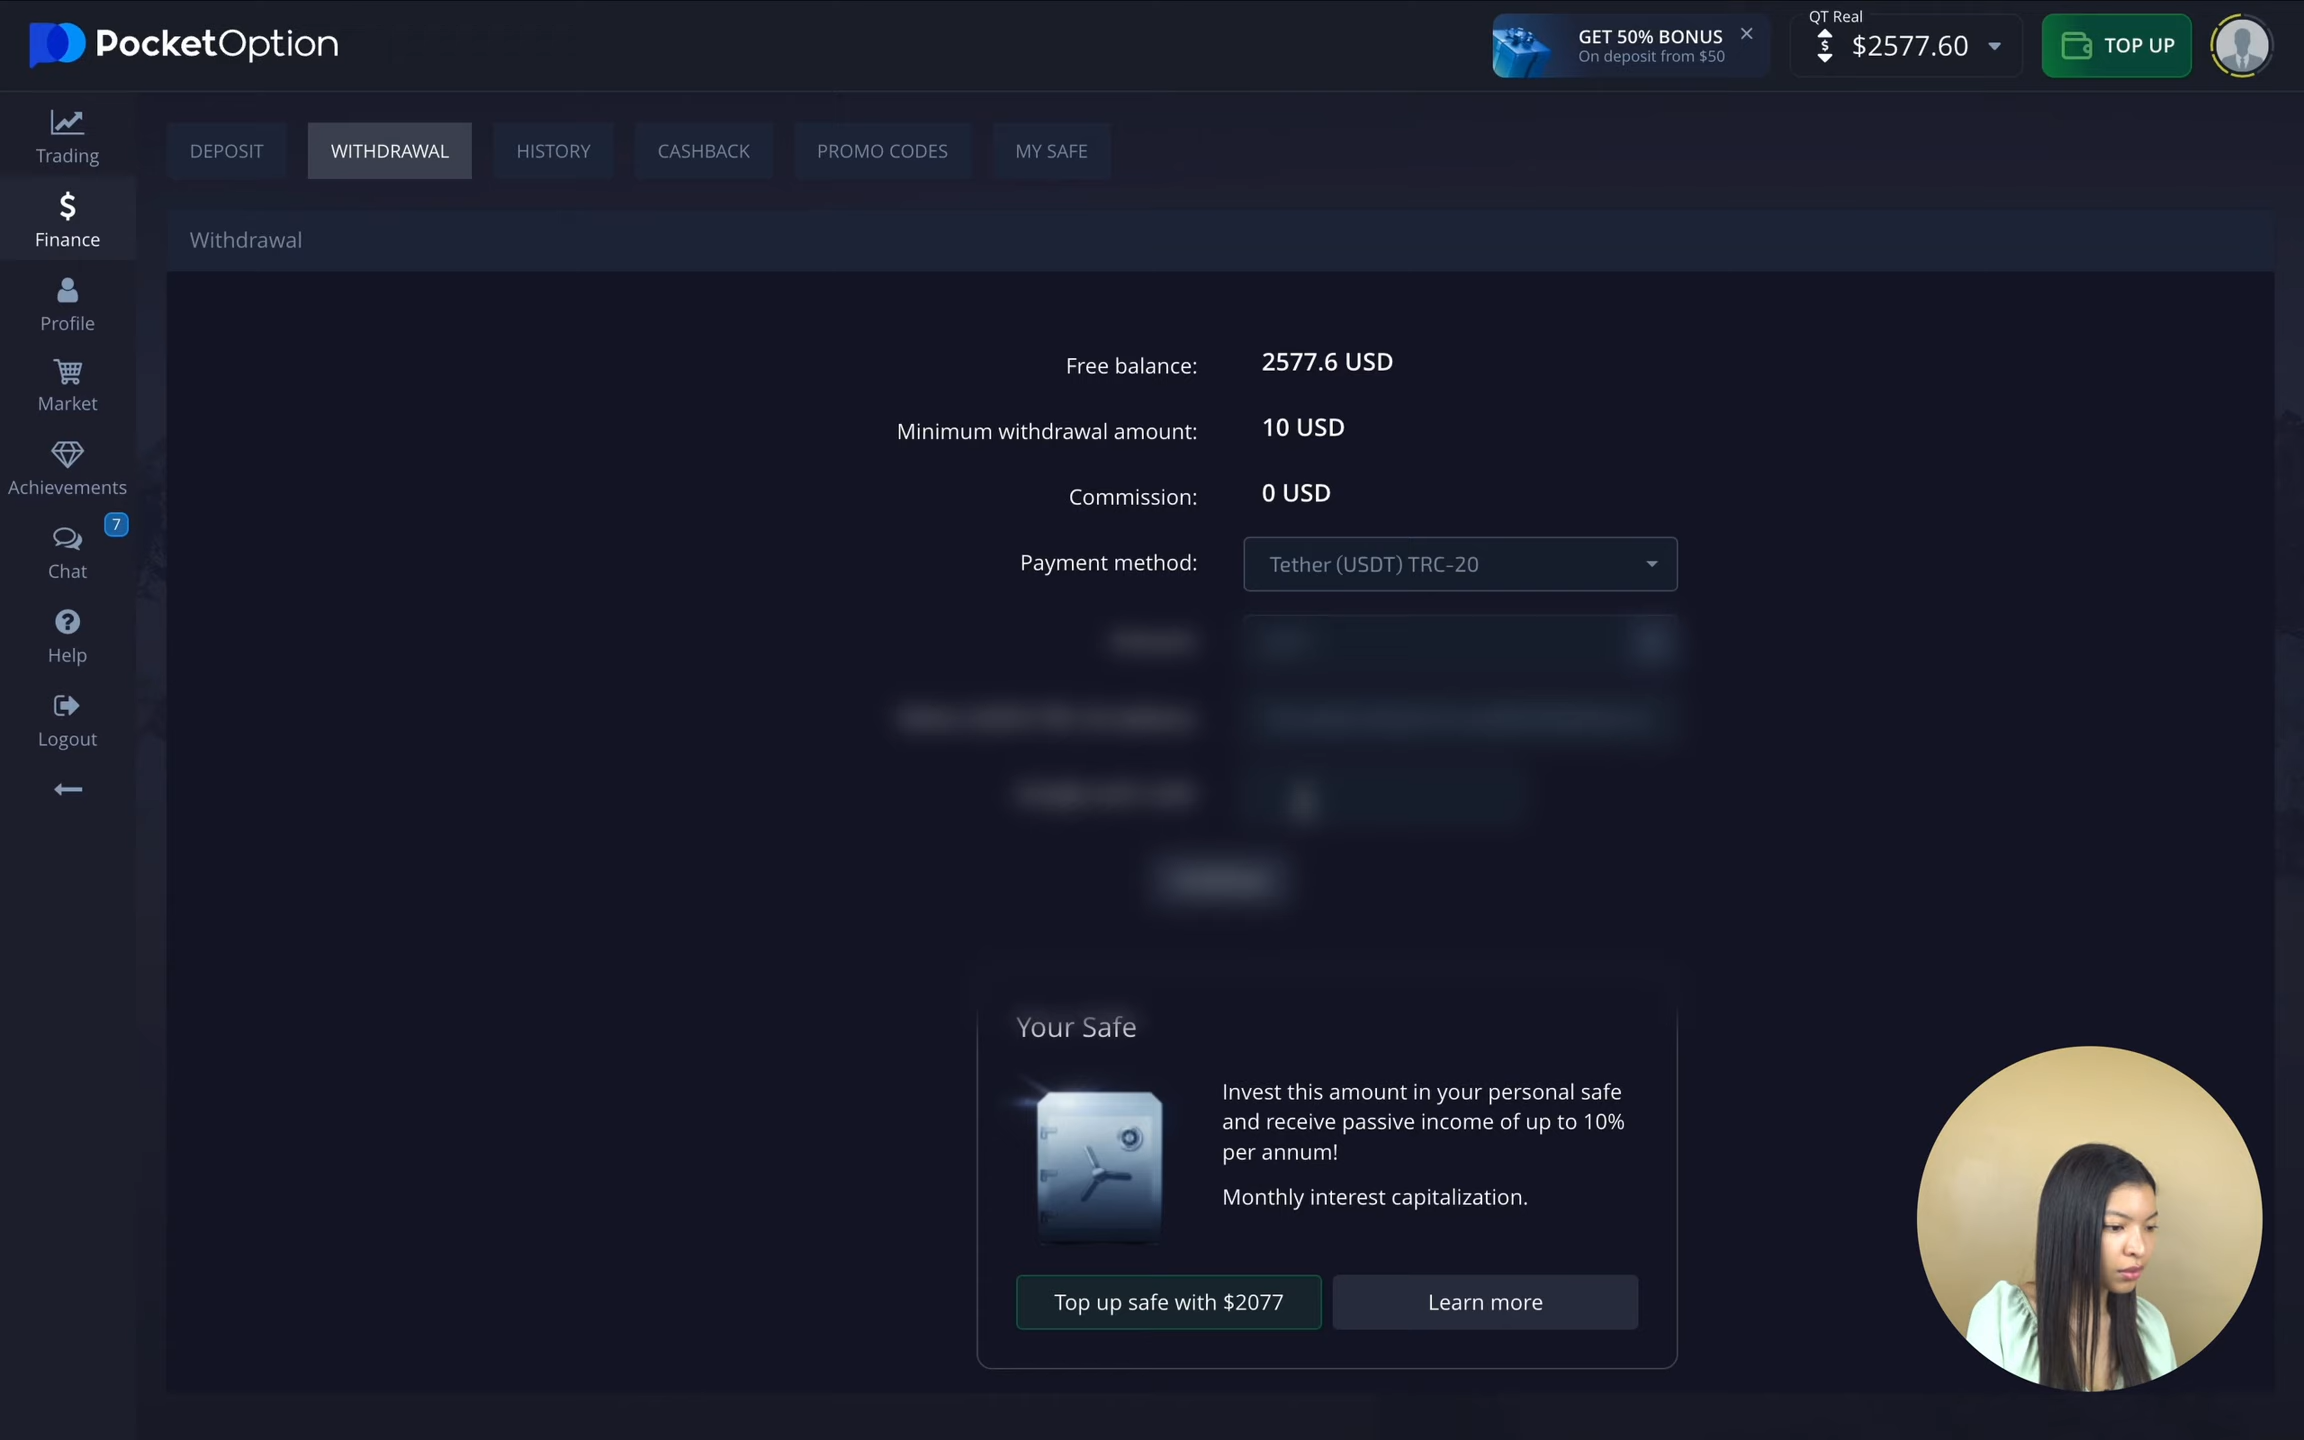 PocketOption
GET 50% BONUS
On deposit from $50
QT Real
$2577.60
TOP UP
Trading
Finance
Profile
Market
Achievements
7
Chat
Help
Logout
DEPOSIT
WITHDRAWAL
HISTORY
CASHBACK
PROMO CODES
MY SAFE
Withdrawal
Free balance: 2577.6 USD
Minimum withdrawal amount: 10 USD
Commission: 0 USD
Payment method: Tether (USDT) TRC-20
Your Safe
Invest this amount in your personal safe
and receive passive income of up to 10%
per annum!
Monthly interest capitalization.
Top up safe with $2077
Learn more